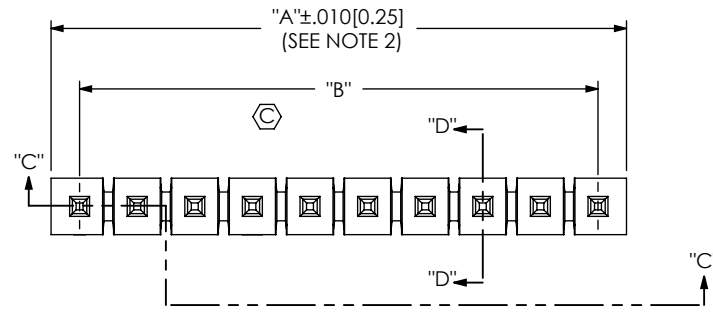 "A"±.010[0.25]
(SEE NOTE 2)
"B"
C
"D"
"C"
"D"
"C